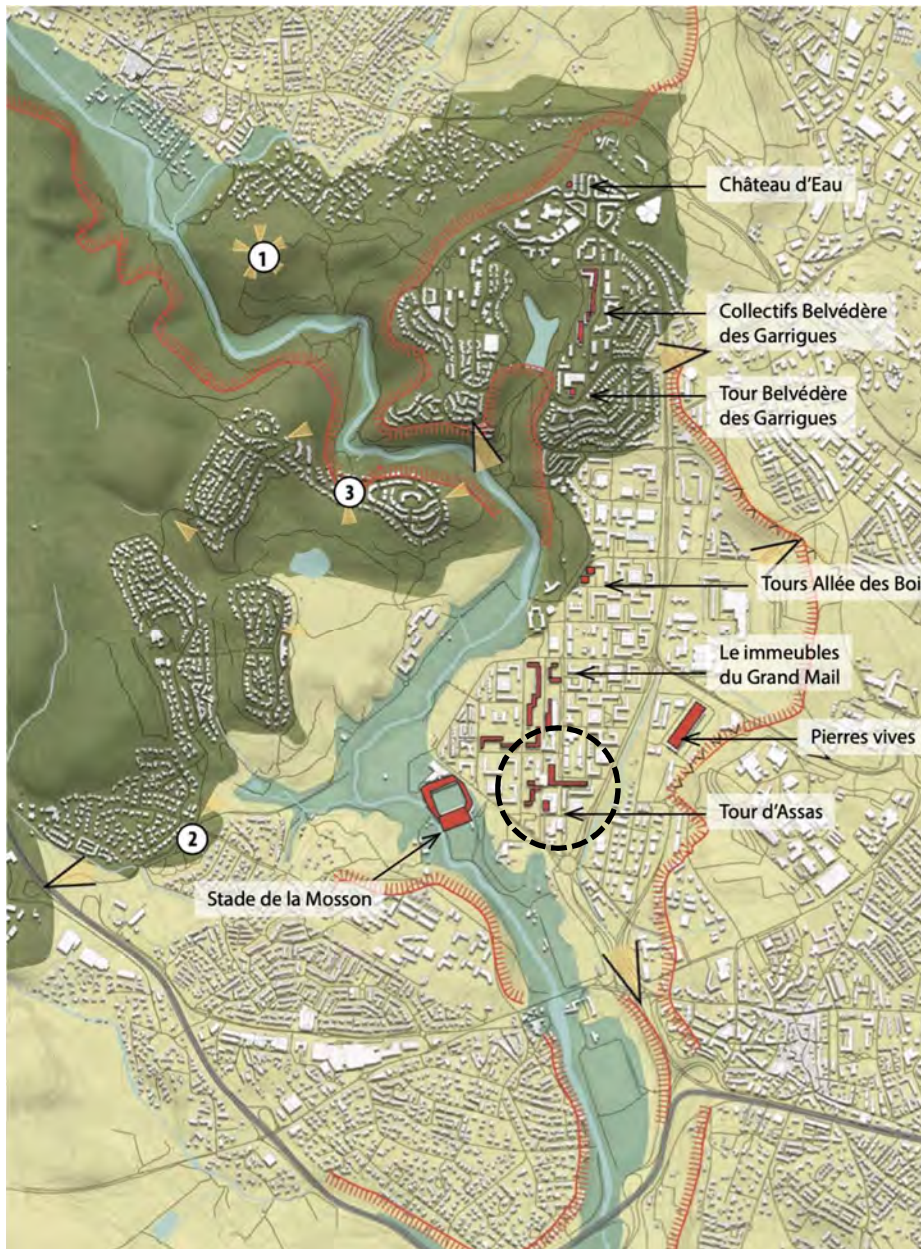 Château d'Eau
1
Collectifs Belvédère
des Garrigues
Tour Belvédère
des Garrigues
3
Tours Allée des Boi
Le immeubles
du Grand Mail
Pierres vives
Tour d'Assas
2
Stade de la Mosson